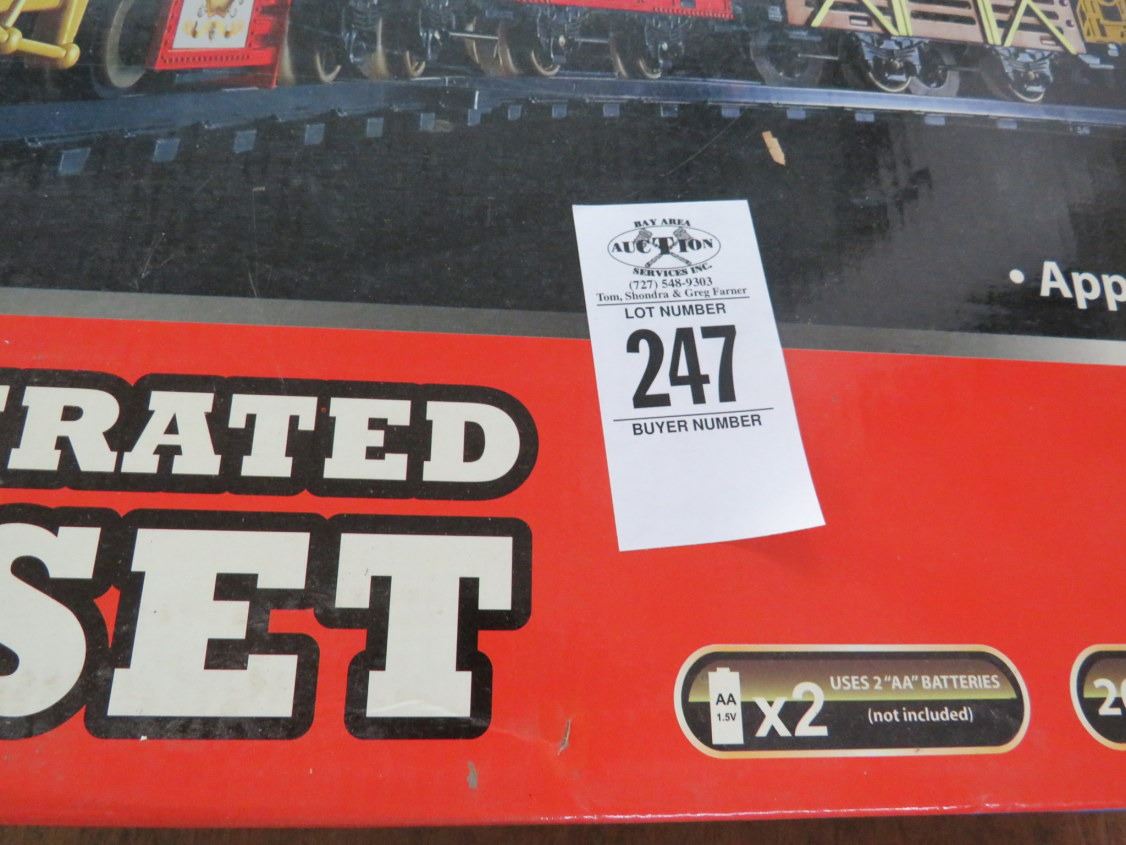 BAY AREA
AUCTION
SERVICES INC.
(727) 548-9303
Tom, Shondra & Greg Farner
LOT NUMBER
247
BUYER NUMBER
• App
RATED
SET
AA
1.5V
x2
USES 2 "AA" BATTERIES
(not included)
20